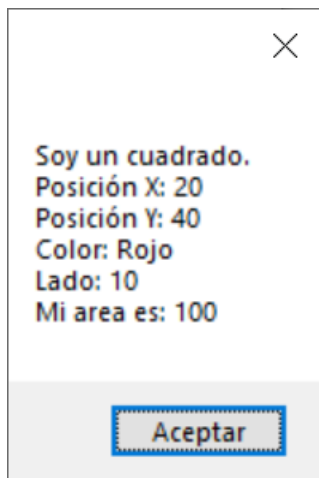 Soy un cuadrado.
Posición X: 20
Posición Y: 40
Color: Rojo
Lado: 10
Mi area es: 100
Aceptar